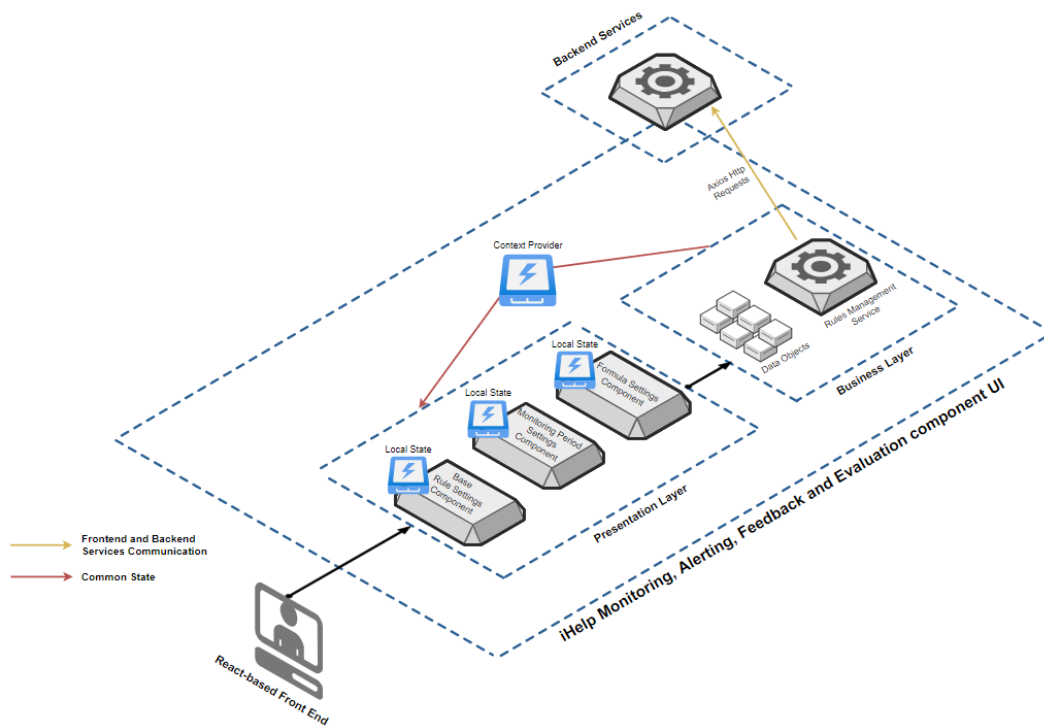 Backend Services
Axios Http
Requests
Context Provider
Rules Management
Service
Data Objects
Business Layer
Local State
Formula Settings
Component
Local State
Monitoring Period
Settings
Component
Local State
Base
Rule Settings
Component
Presentation Layer
iHelp Monitoring, Alerting, Feedback and Evaluation component UI
Frontend and Backend
Services Communication
Common State
React-based Front End